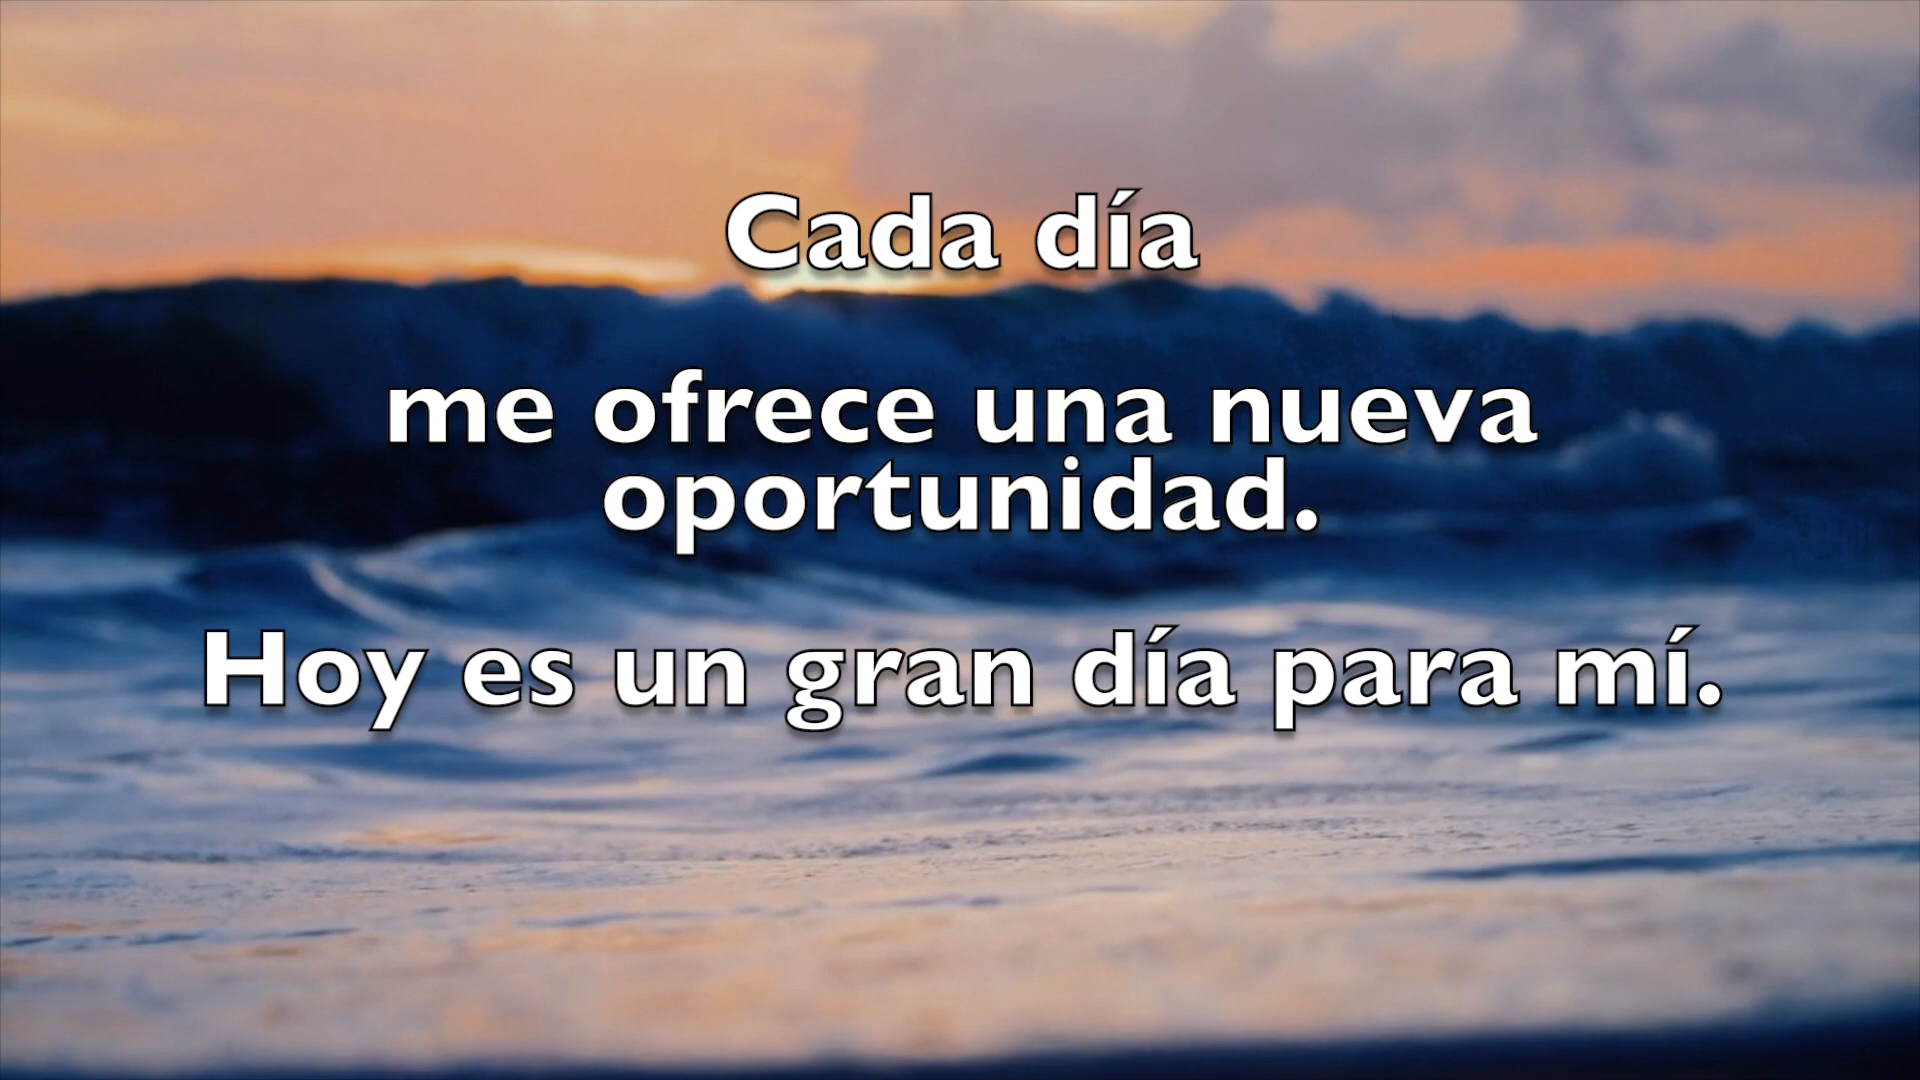 Cada día
me ofrece una nueva
oportunidad.
Hoy es un gran día para mí.